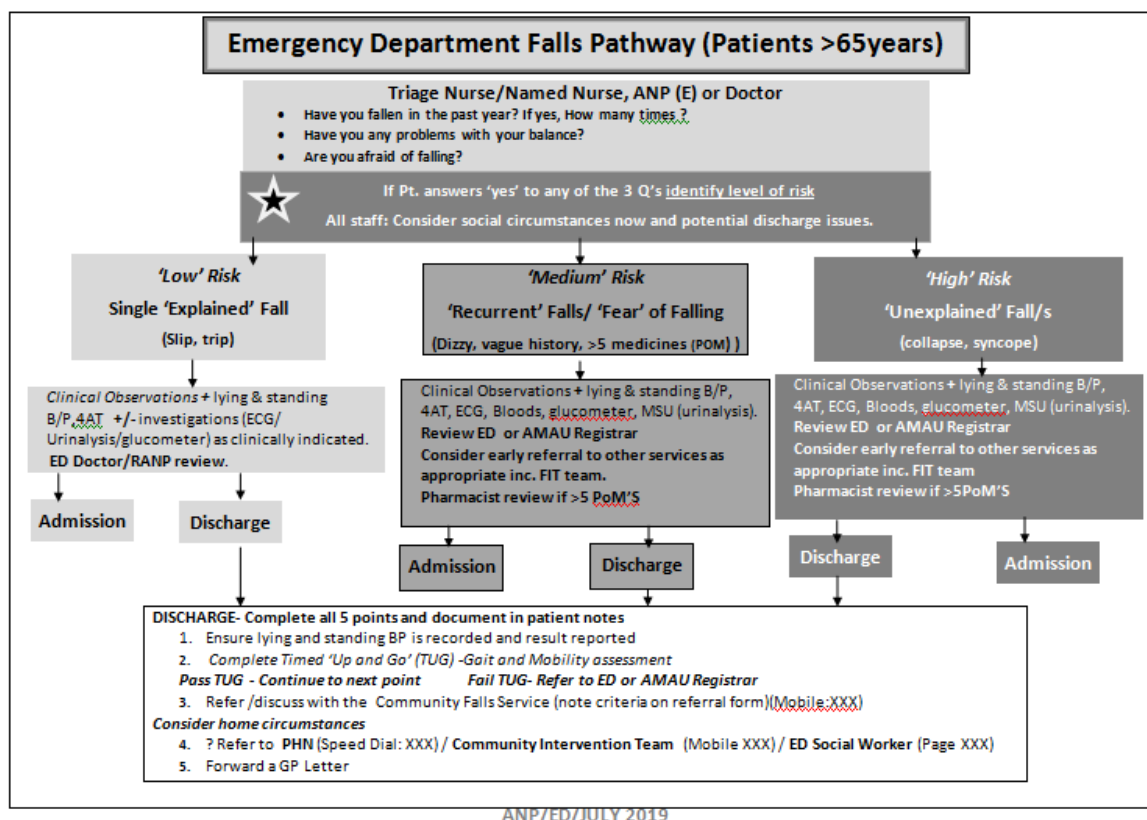 Emergency Department Falls Pathway (Patients >65years)
Triage Nurse/Named Nurse, ANP (E) or Doctor
• Have you fallen in the past year? If yes, How many times ?
• Have you any problems with your balance?
• Are you afraid of falling?
If Pt. answers ‘yes’ to any of the 3 Q’s identify level of risk
All staff: Consider social circumstances now and potential discharge issues.
‘Low’ Risk
Single ‘Explained’ Fall
(Slip, trip)
‘Medium’ Risk
‘Recurrent’ Falls/ ‘Fear’ of Falling
(Dizzy, vague history, >5 medicines (POM) )
‘High’ Risk
‘Unexplained’ Fall/s
(collapse, syncope)
Clinical Observations + lying & standing
B/P,4AT +/- investigations (ECG/
Urinalysis/glucometer) as clinically indicated.
ED Doctor/RANP review.
Clinical Observations + lying & standing B/P,
4AT, ECG, Bloods, glucometer, MSU (urinalysis).
Review ED or AMAU Registrar
Consider early referral to other services as
appropriate inc. FIT team.
Pharmacist review if >5 PoM’S
Clinical Observations + lying & standing B/P,
4AT, ECG, Bloods, glucometer, MSU (urinalysis).
Review ED or AMAU Registrar
Consider early referral to other services as
appropriate inc. FIT team
Pharmacist review if >5PoM’S
Admission
Discharge
Admission
Discharge
Discharge
Admission
DISCHARGE- Complete all 5 points and document in patient notes
1. Ensure lying and standing BP is recorded and result reported
2. Complete Timed ‘Up and Go’ (TUG) -Gait and Mobility assessment
Pass TUG - Continue to next point Fail TUG- Refer to ED or AMAU Registrar
3. Refer /discuss with the Community Falls Service (note criteria on referral form)(Mobile:XXX)
Consider home circumstances
4. ? Refer to PHN (Speed Dial: XXX) / Community Intervention Team (Mobile XXX) / ED Social Worker (Page XXX)
5. Forward a GP Letter
ANP/ED/JULY 2019